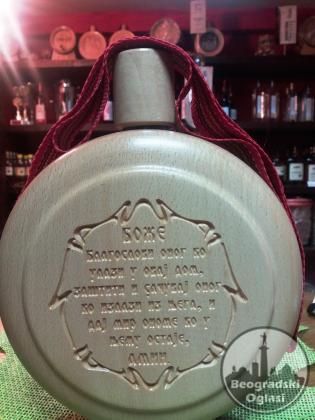 БОЖЕ
БЛАГОСЛОВИ ОНОГ КО
УЛАЗИ У ОВАЈ ДОМ,
ЗАШТИТИ И САЧУВАЈ ОНОГ
КО ИЗЛАЗИ ИЗ ЊЕГА, И
ДАЈ МИР ОНОМЕ КО У
ЊЕМУ ОСТАЈЕ,
АМИН.
Beogradski
Oglasi